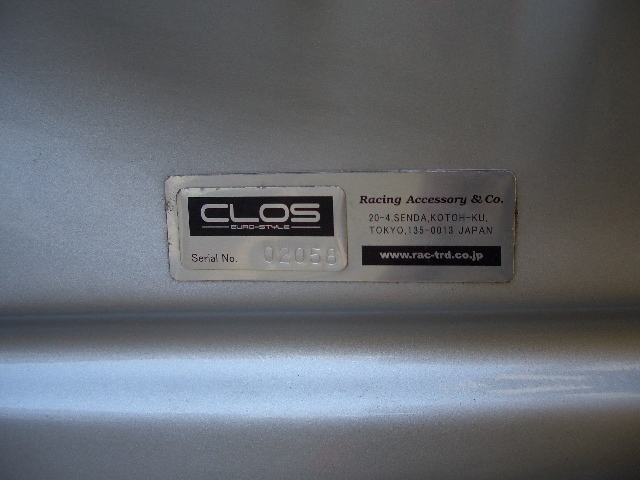 CLOS
EURO-STYLE
Serial No. 02058
Racing Accessory & Co.
20-4.SENDA,KOTOH-KU,
TOKYO,135-0013 JAPAN
www.rac-trd.co.jp